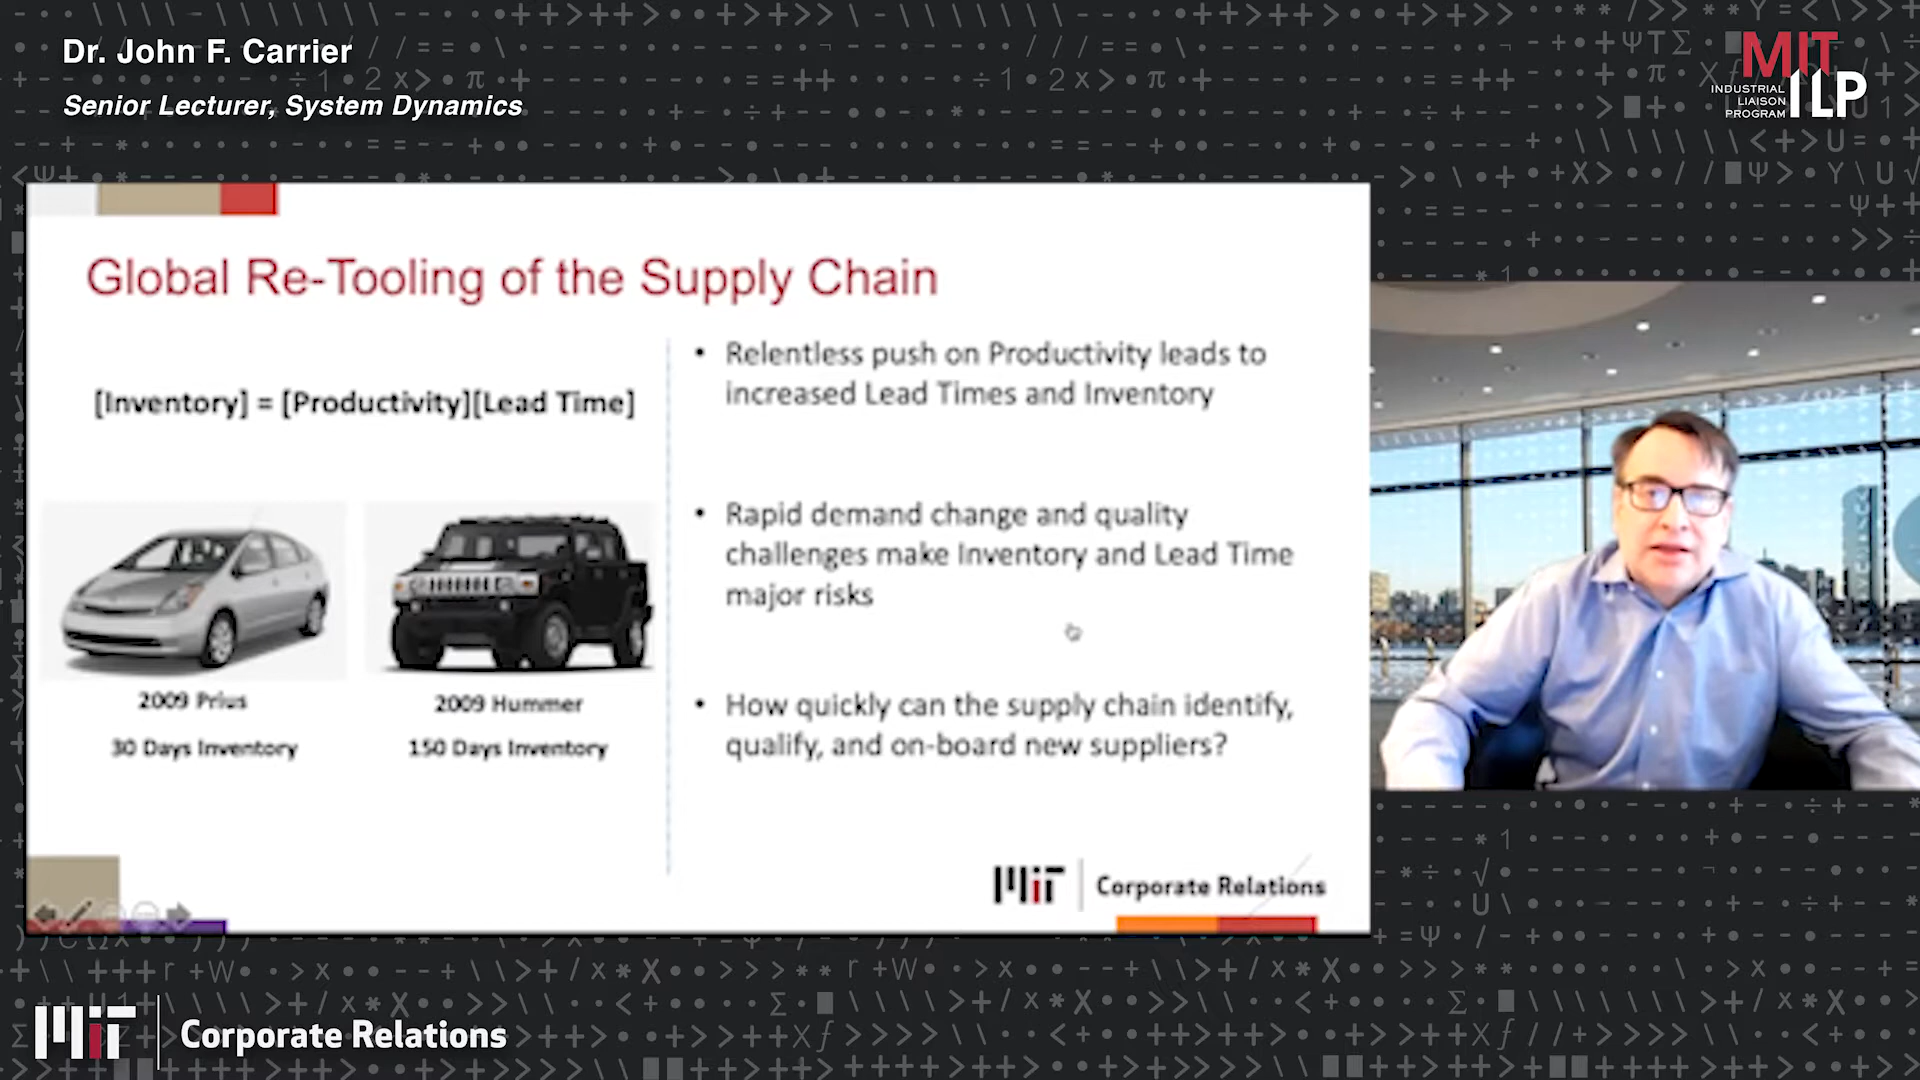 Dr. John F. Carrier
Senior Lecturer, System Dynamics
MIT
INDUSTRIAL
LIAISON
PROGRAM
ILP
Global Re-Tooling of the Supply Chain
[Inventory] = [Productivity][Lead Time]
2009 Prius
30 Days Inventory
2009 Hummer
150 Days Inventory
• Relentless push on Productivity leads to
increased Lead Times and Inventory
• Rapid demand change and quality
challenges make Inventory and Lead Time
major risks
• How quickly can the supply chain identify,
qualify, and on-board new suppliers?
MIT Corporate Relations
MIT Corporate Relations